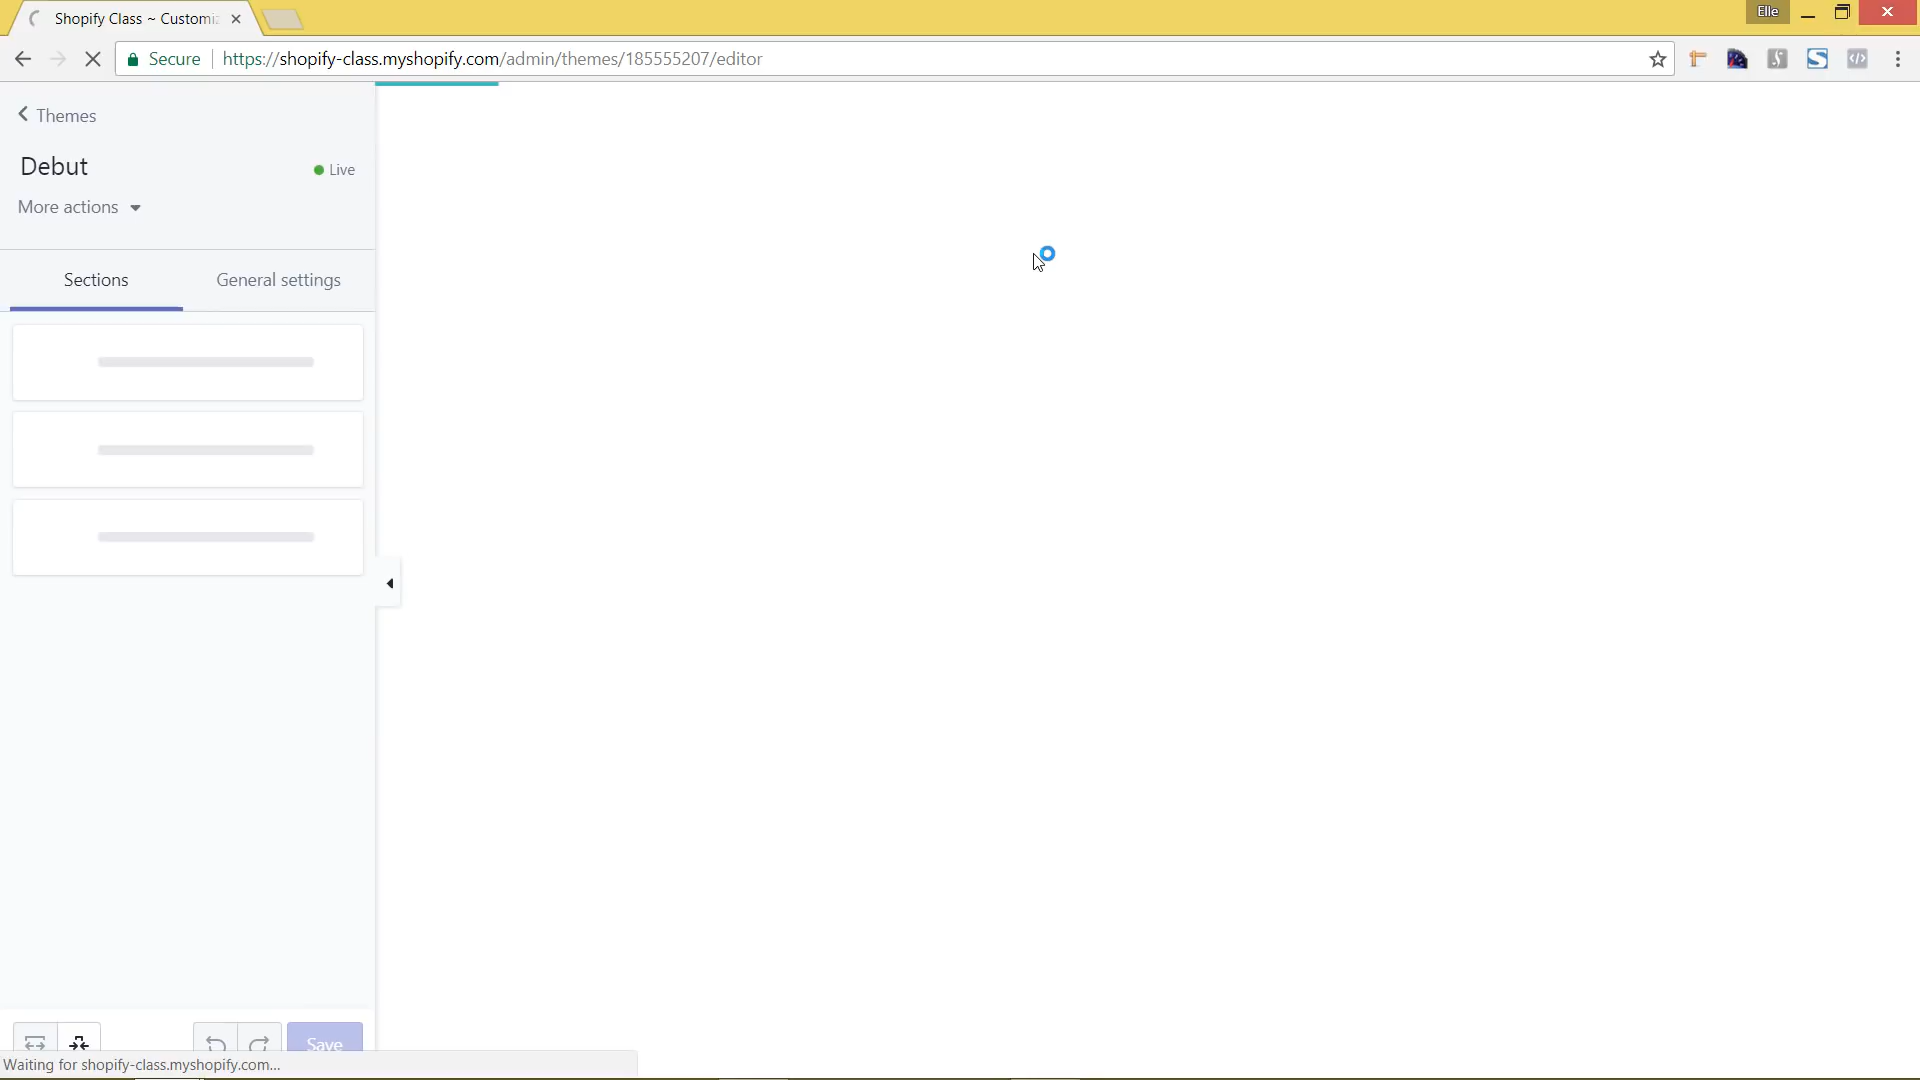 Shopify Class ~ Customiz
Elle
Secure
https://shopify-class.myshopify.com/admin/themes/185555207/editor
Themes
Debut
Live
More actions
Sections
General settings
Save
Waiting for shopify-class.myshopify.com...